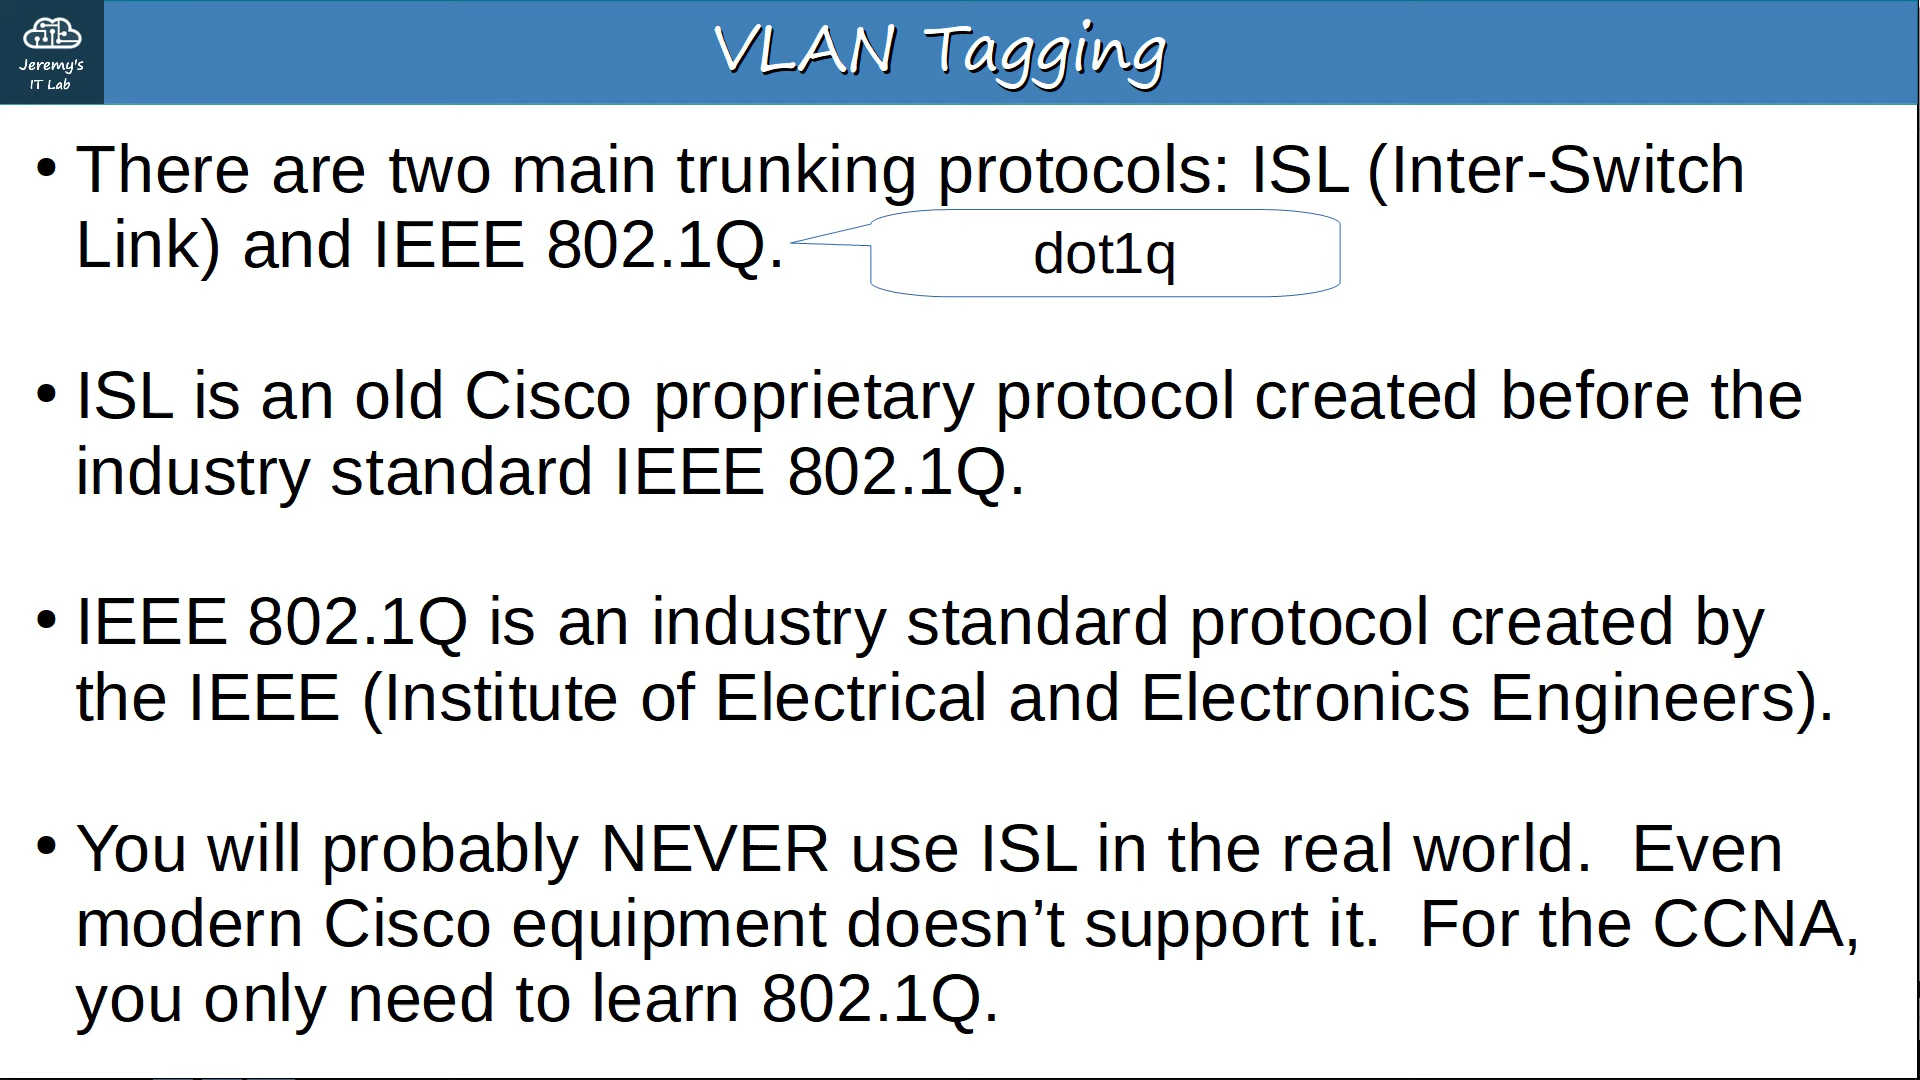 Jeremy's
IT Lab
VLAN Tagging
• There are two main trunking protocols: ISL (Inter-Switch
Link) and IEEE 802.1Q.
dot1q
• ISL is an old Cisco proprietary protocol created before the
industry standard IEEE 802.1Q.
• IEEE 802.1Q is an industry standard protocol created by
the IEEE (Institute of Electrical and Electronics Engineers).
• You will probably NEVER use ISL in the real world.  Even
modern Cisco equipment doesn’t support it.  For the CCNA,
you only need to learn 802.1Q.